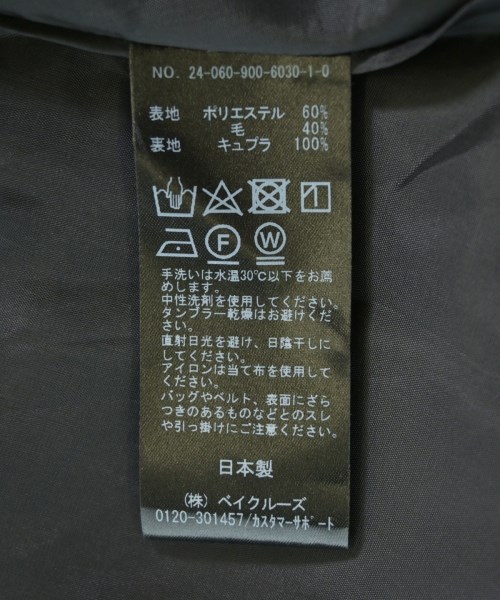 NO. 24-060-900-6030-1-0
表地 ポリエステル 60%
毛 40%
裏地 キュプラ 100%
F W
手洗いは水温30℃以下をお薦
めします。
中性洗剤を使用してください。
タンブラー乾燥はお避けくださ
い。
直射日光を避け、日陰干しに
してください。
アイロンは当て布を使用して
ください。
バッグやベルト、表面にざら
つきのあるものなどとのスレ
や引っ掛けにご注意ください。
日本製
(株) ベイクルーズ
0120-301457/カスタマーサポート